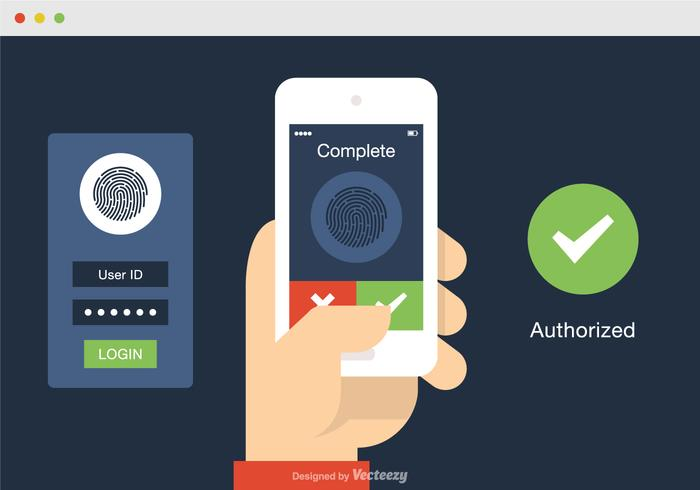 User ID
LOGIN
Complete
Authorized
Designed by Vecteezy